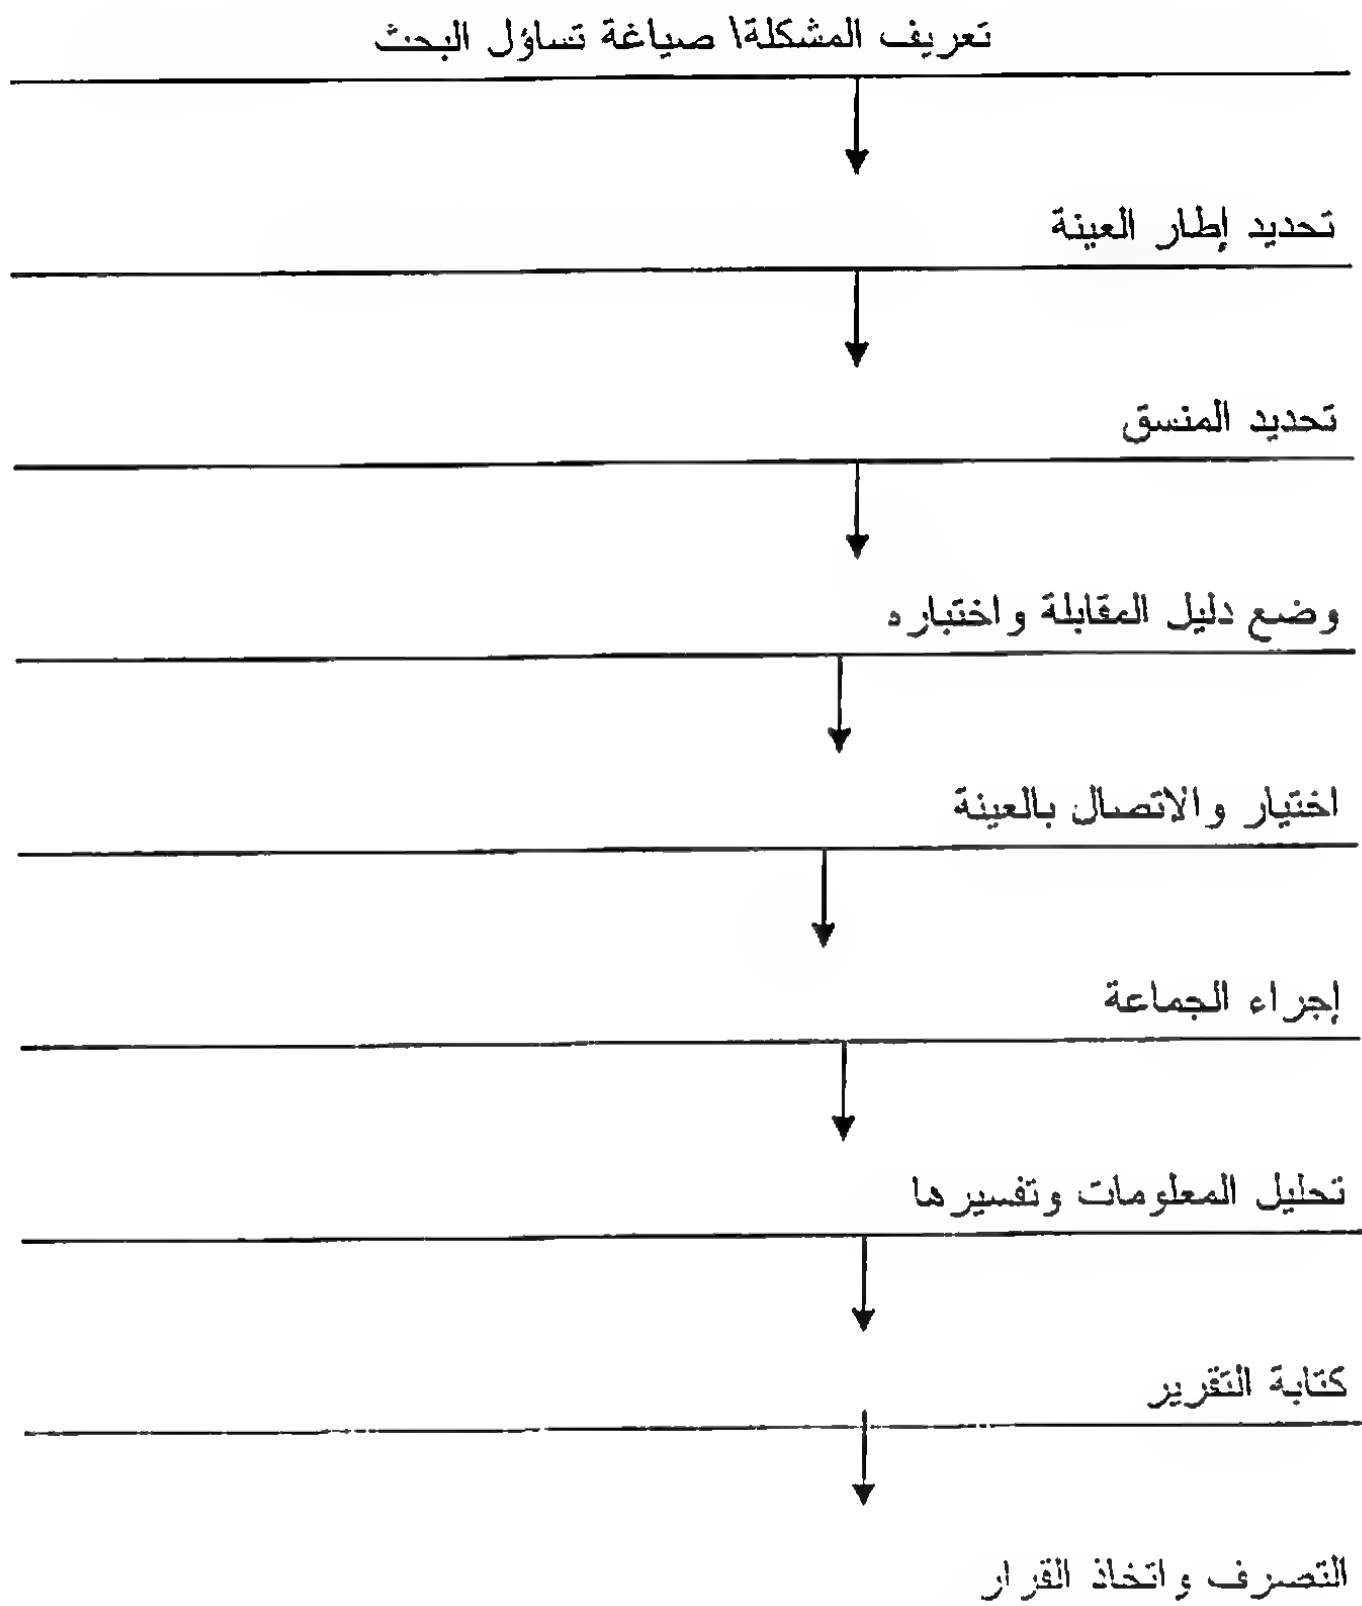 تعريف المشكلة\ صياغة تساؤل البحث
تحديد إطار العينة
تحديد المنسق
وضع دليل المقابلة واختباره
اختيار والاتصال بالعينة
إجراء الجماعة
تحليل المعلومات وتفسيرها
كتابة التقرير
التصرف واتخاذ القرار